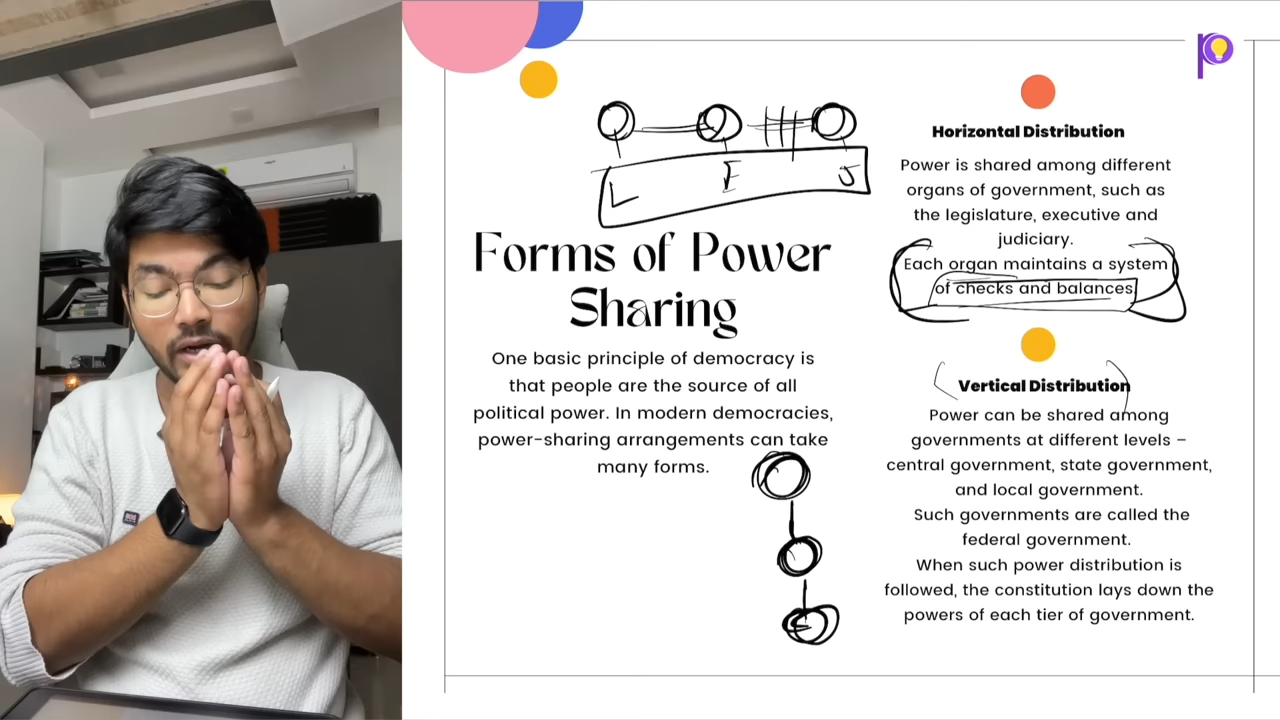 L E J
Forms of Power
Sharing
One basic principle of democracy is
that people are the source of all
political power. In modern democracies,
power-sharing arrangements can take
many forms.
Horizontal Distribution
Power is shared among different
organs of government, such as
the legislature, executive and
judiciary.
Each organ maintains a system
of checks and balances.
Vertical Distribution
Power can be shared among
governments at different levels –
central government, state government,
and local government.
Such governments are called the
federal government.
When such power distribution is
followed, the constitution lays down the
powers of each tier of government.